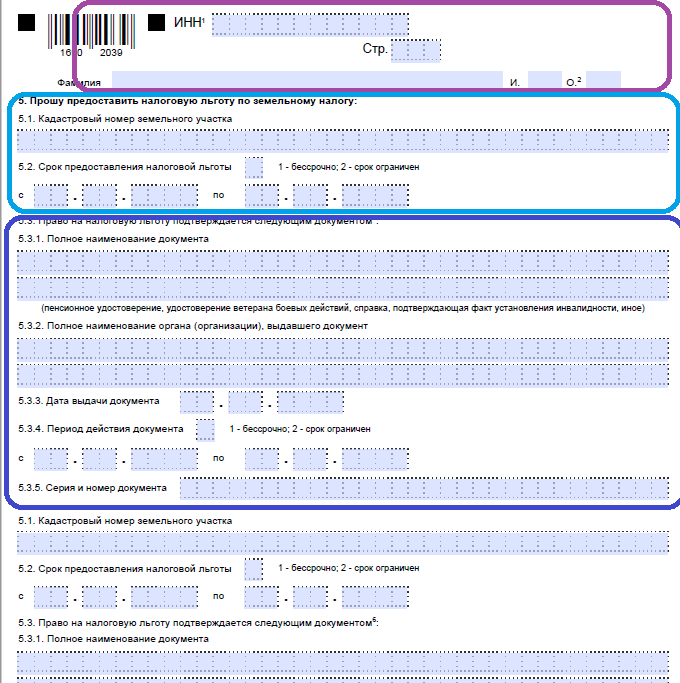 ИНН¹
Стр.
2039
Фамилия И. О.²
5. Прошу предоставить налоговую льготу по земельному налогу:
5.1. Кадастровый номер земельного участка
5.2. Срок предоставления налоговой льготы 1 - бессрочно; 2 - срок ограничен
с . . по . .
5.3. Право на налоговую льготу подтверждается следующим документом :
5.3.1. Полное наименование документа
(пенсионное удостоверение, удостоверение ветерана боевых действий, справка, подтверждающая факт установления инвалидности, иное)
5.3.2. Полное наименование органа (организации), выдавшего документ
5.3.3. Дата выдачи документа . .
5.3.4. Период действия документа 1 - бессрочно; 2 - срок ограничен
с . . по . .
5.3.5. Серия и номер документа
5.1. Кадастровый номер земельного участка
5.2. Срок предоставления налоговой льготы 1 - бессрочно; 2 - срок ограничен
с . . по . .
5.3. Право на налоговую льготу подтверждается следующим документом⁶:
5.3.1. Полное наименование документа